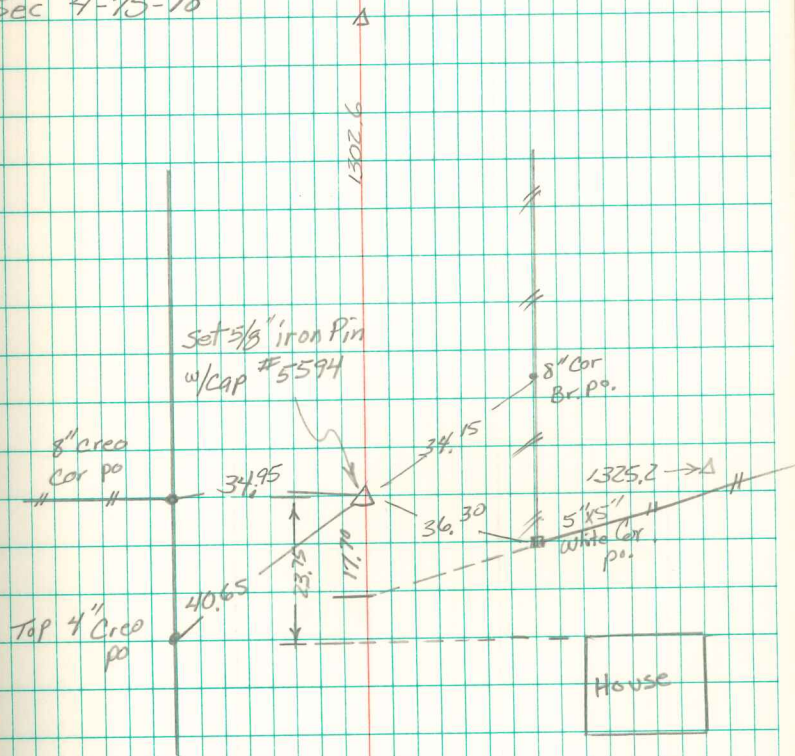 Sec 4-75-
1302.6
Set 5/8" iron Pin
w/cap #5594
8" Cor
Br. po.
8" creo
Cor po
34.95
34.15
1325.2
36.30
5"x5"
white Cor.
po.
23.75
17.70
40.65
Top 4" Creo
po
House